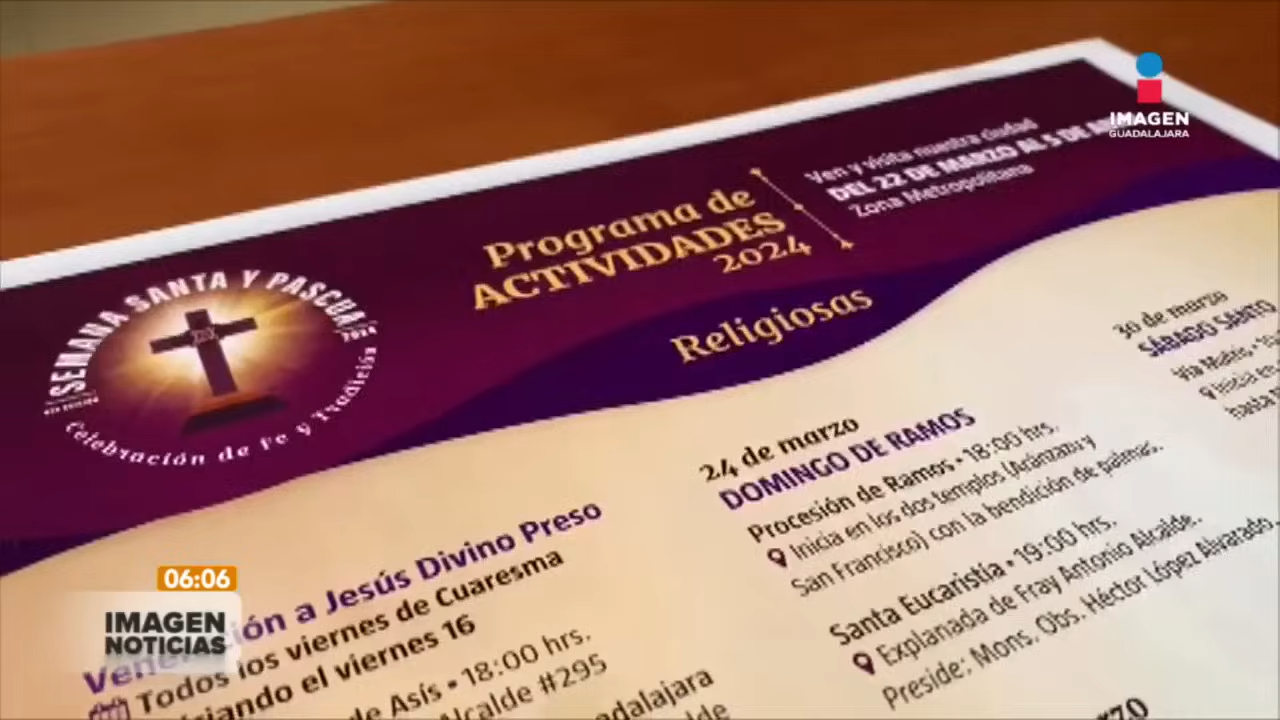 IMAGEN
GUADALAJARA
Ven y visita nuestra ciudad
DEL 22 DE MARZO AL 5 DE
Zona Metropolitana
Programa de
ACTIVIDADES
2024
Religiosas
SEMANA SANTA Y PASCUA
2024
Celebración de Fe y Tradición
30 de marzo
SÁBADO SANTO
Vía Matris
hasta
24 de marzo
DOMINGO DE RAMOS
Procesión de Ramos • 18:00 hrs.
Inicia en los dos templos (Aránzazu y
San Francisco) con la bendición de palmas.
Santa Eucaristía • 19:00 hrs.
Explanada de Fray Antonio Alcalde.
Preside: Mons. Obs. Héctor López Alvarado.
a Jesús Divino Preso
Todos los viernes de Cuaresma
el viernes 16
de Asís • 18:00 hrs.
Alcalde #295
06:06
IMAGEN
NOTICIAS